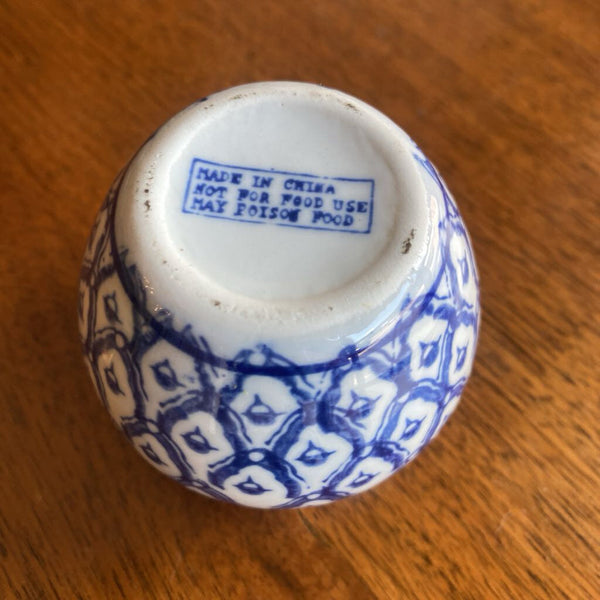 MADE IN CHINA
NOT FOR FOOD USE
MAY POISON FOOD